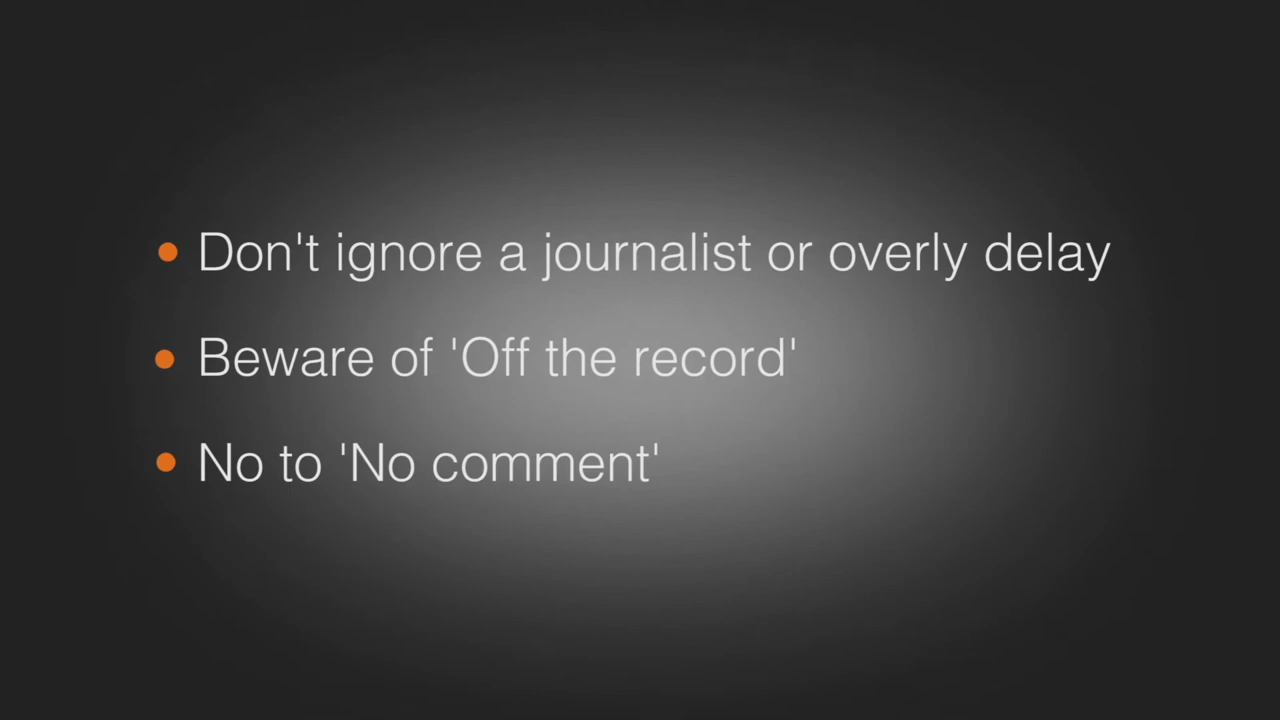 Don't ignore a journalist or overly delay
Beware of 'Off the record'
No to 'No comment'